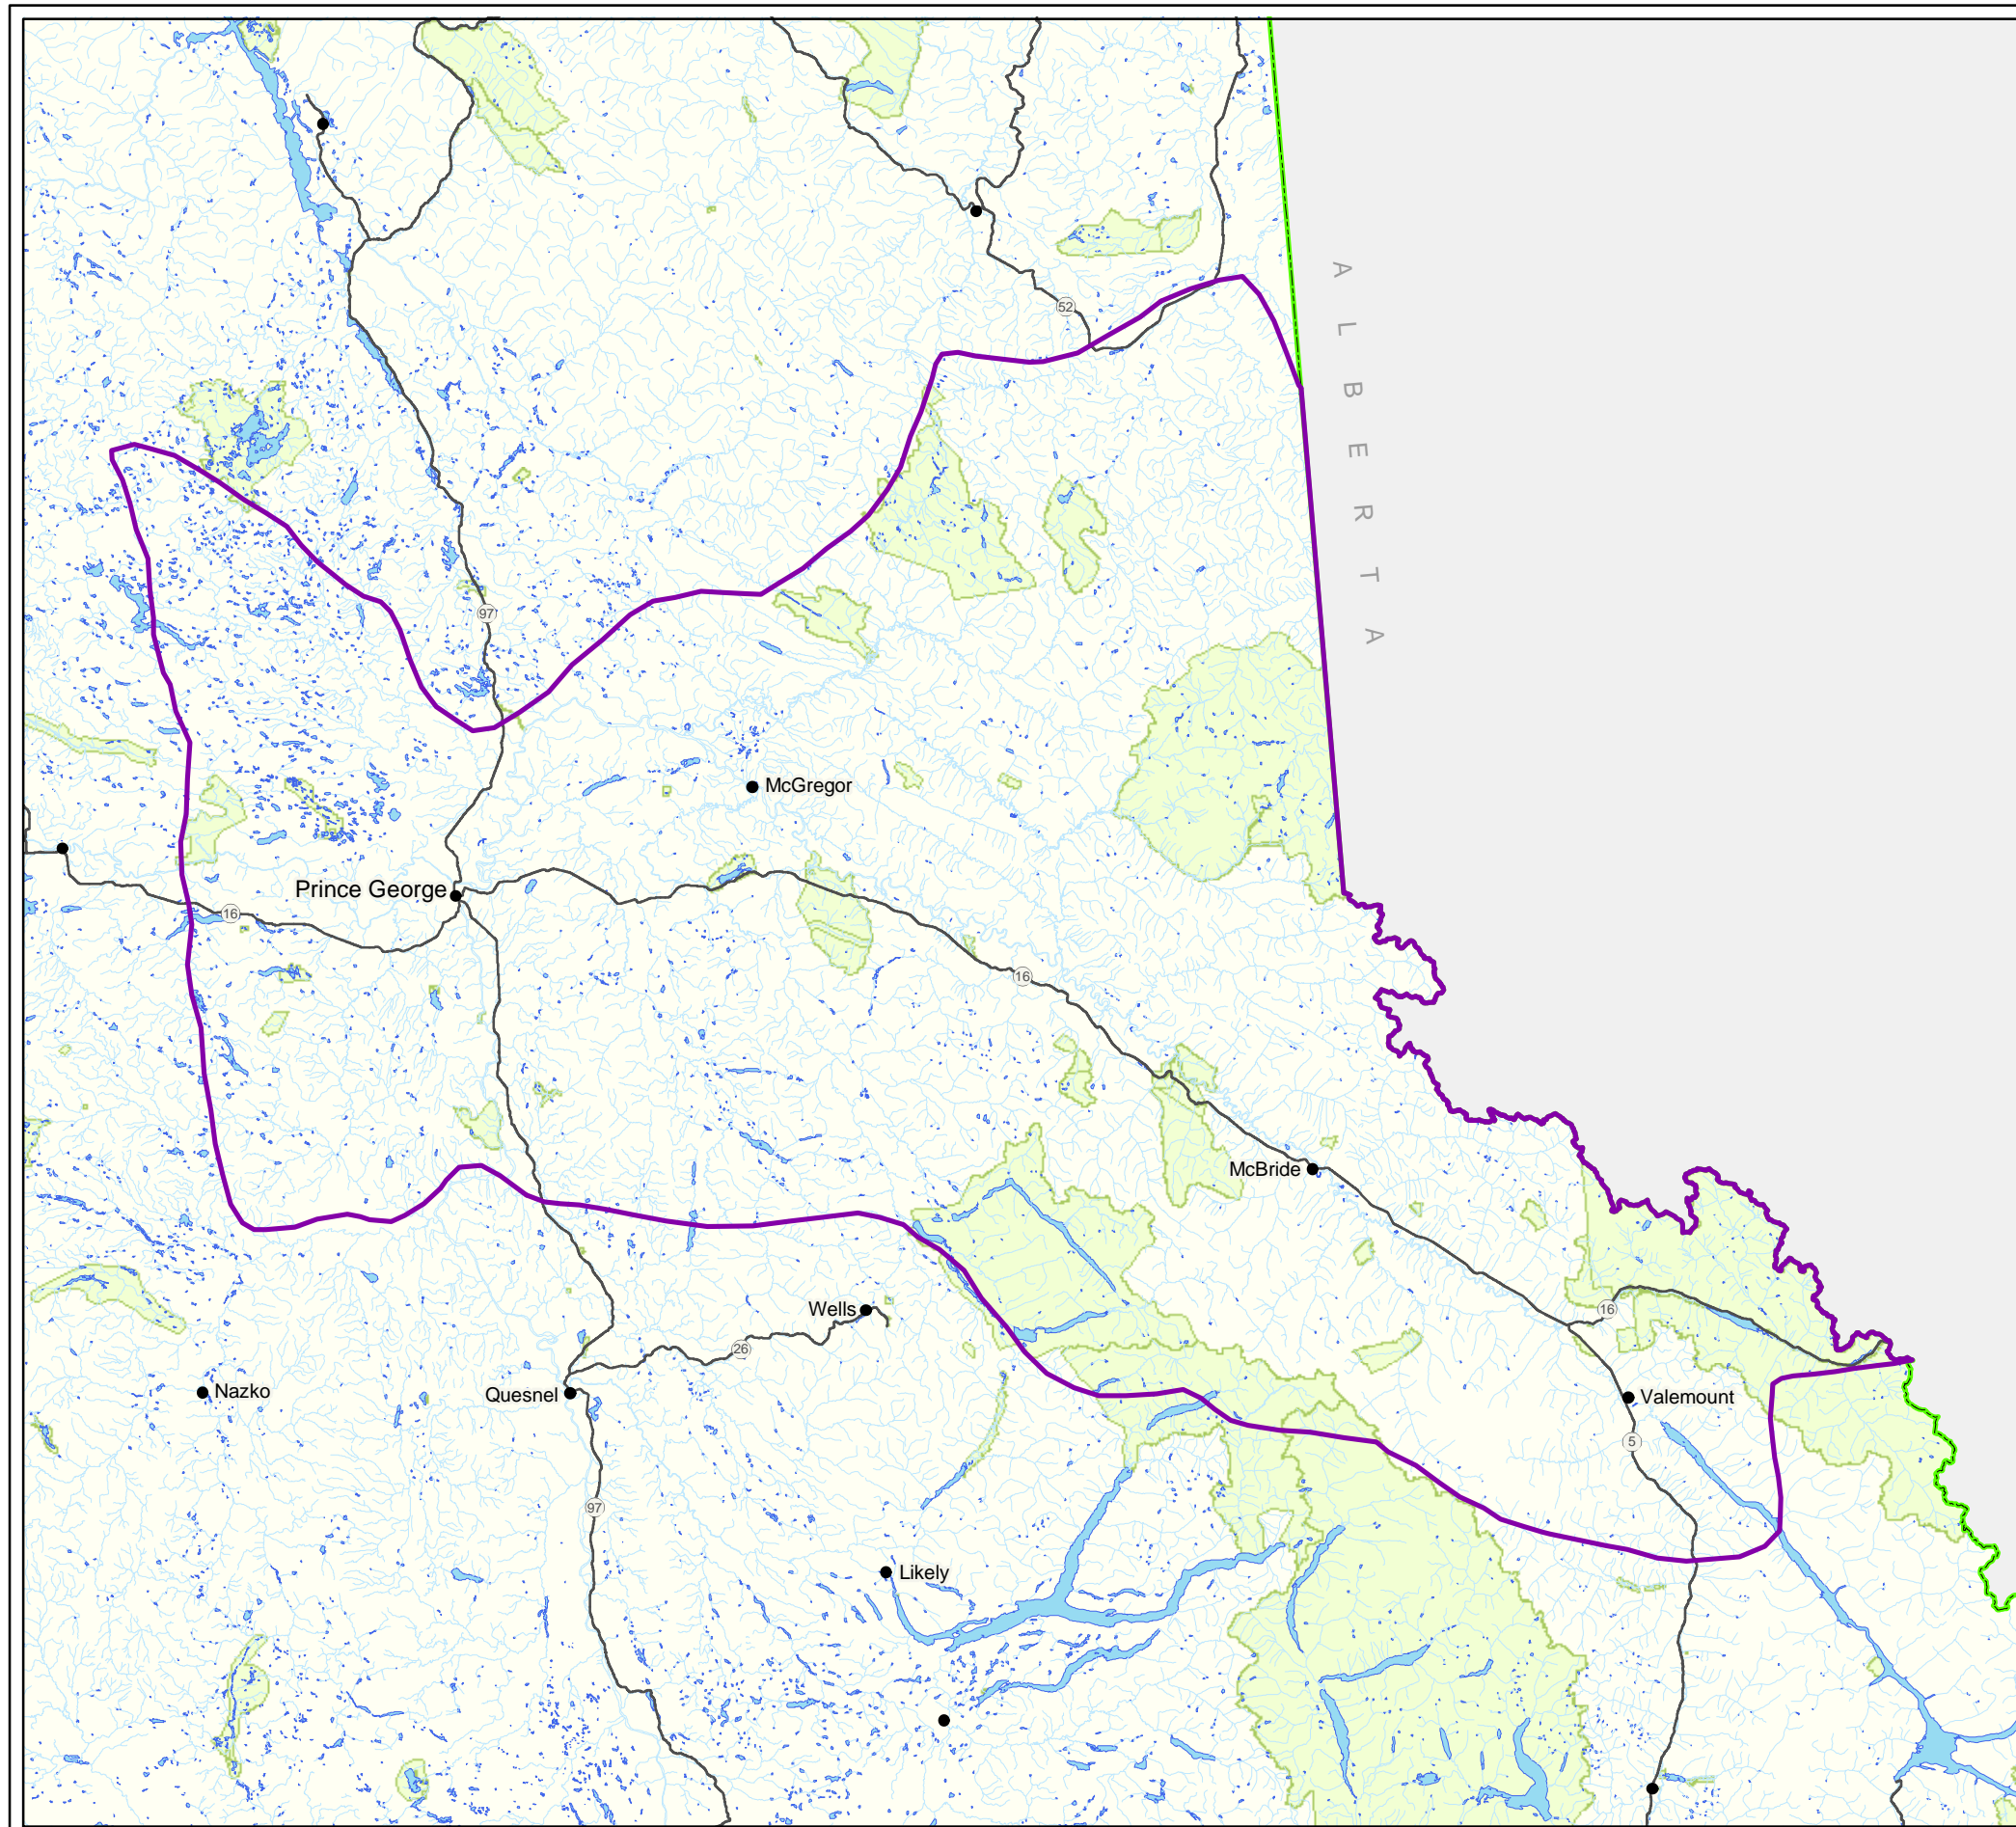 ALBERTA
52
97
McGregor
Prince George
16
16
McBride
Wells
16
26
Nazko
Quesnel
Valemount
5
97
Likely